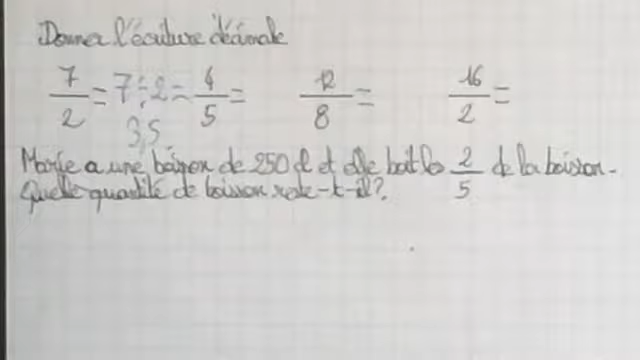 Donner l'écriture décimale
7/2 = 7÷2= 4/5 = 12/8 = 16/2 =
3,5
Marie a une boisson de 250 cl et elle boit les 2/5 de la boisson.
Quelle quantité de boisson reste-t-il?